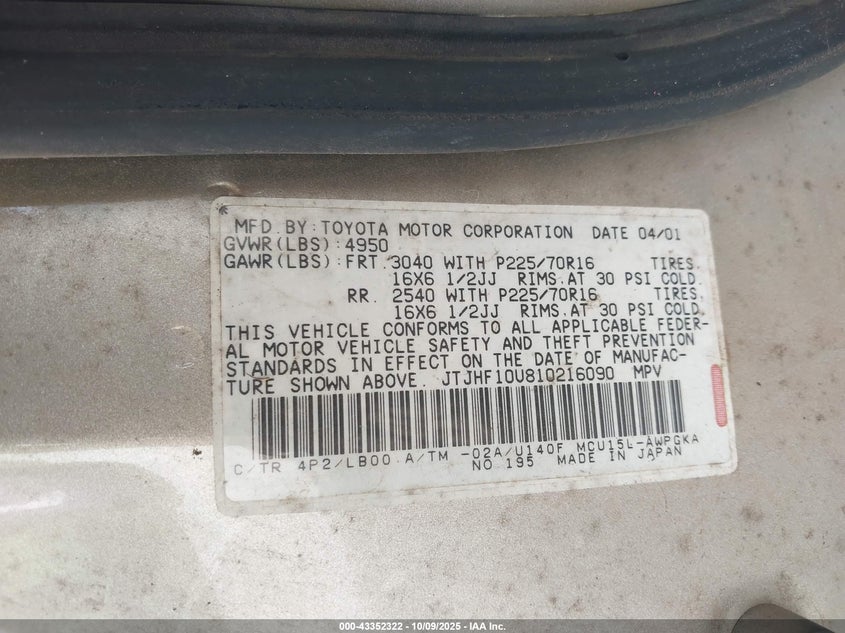 MFD.BY:TOYOTA MOTOR CORPORATION DATE 04/01
GVWR(LBS):4950
GAWR(LBS):FRT.3040 WITH P225/70R16 TIRES,
16X6 1/2JJ RIMS.AT 30 PSI COLD.
RR. 2540 WITH P225/70R16 TIRES,
16X6 1/2JJ RIMS.AT 30 PSI COLD.
THIS VEHICLE CONFORMS TO ALL APPLICABLE FEDER-
AL MOTOR VEHICLE SAFETY AND THEFT PREVENTION
STANDARDS IN EFFECT ON THE DATE OF MANUFAC-
TURE SHOWN ABOVE. JTJHF10U810216090 MPV
C/TR 4P2/LB00 A/TM -02A/U140F MCU15L-AWPGKA
NO 195 MADE IN JAPAN
000-43352322 - 10/09/2025 - IAA Inc.